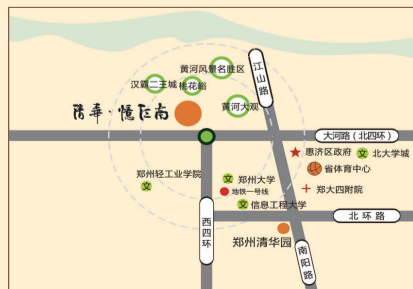 黄河风景名胜区
江山路
汉霸二王城
桃花峪
黄河大观
清华·忆江南
大河路(北四环)
惠济区政府
北大学城
省体育中心
郑州轻工业学院
郑州大学
地铁一号线
郑大四附院
信息工程大学
西四环
北环路
郑州清华园
南阳路